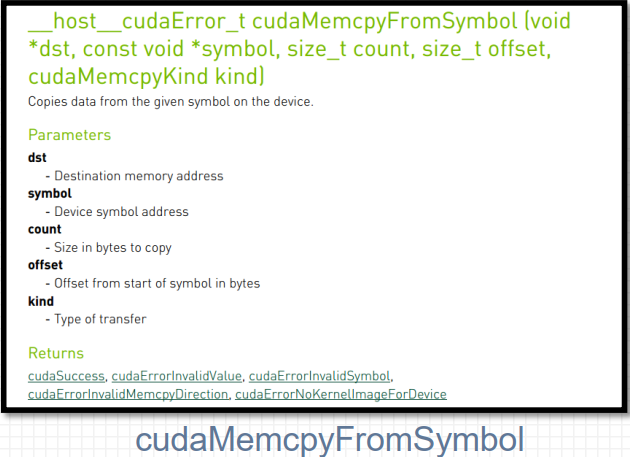 __host__cudaError_t cudaMemcpyFromSymbol (void
*dst, const void *symbol, size_t count, size_t offset,
cudaMemcpyKind kind)
Copies data from the given symbol on the device.
Parameters
dst
- Destination memory address
symbol
- Device symbol address
count
- Size in bytes to copy
offset
- Offset from start of symbol in bytes
kind
- Type of transfer
Returns
cudaSuccess, cudaErrorInvalidValue, cudaErrorInvalidSymbol,
cudaErrorInvalidMemcpyDirection, cudaErrorNoKernelImageForDevice
cudaMemcpyFromSymbol